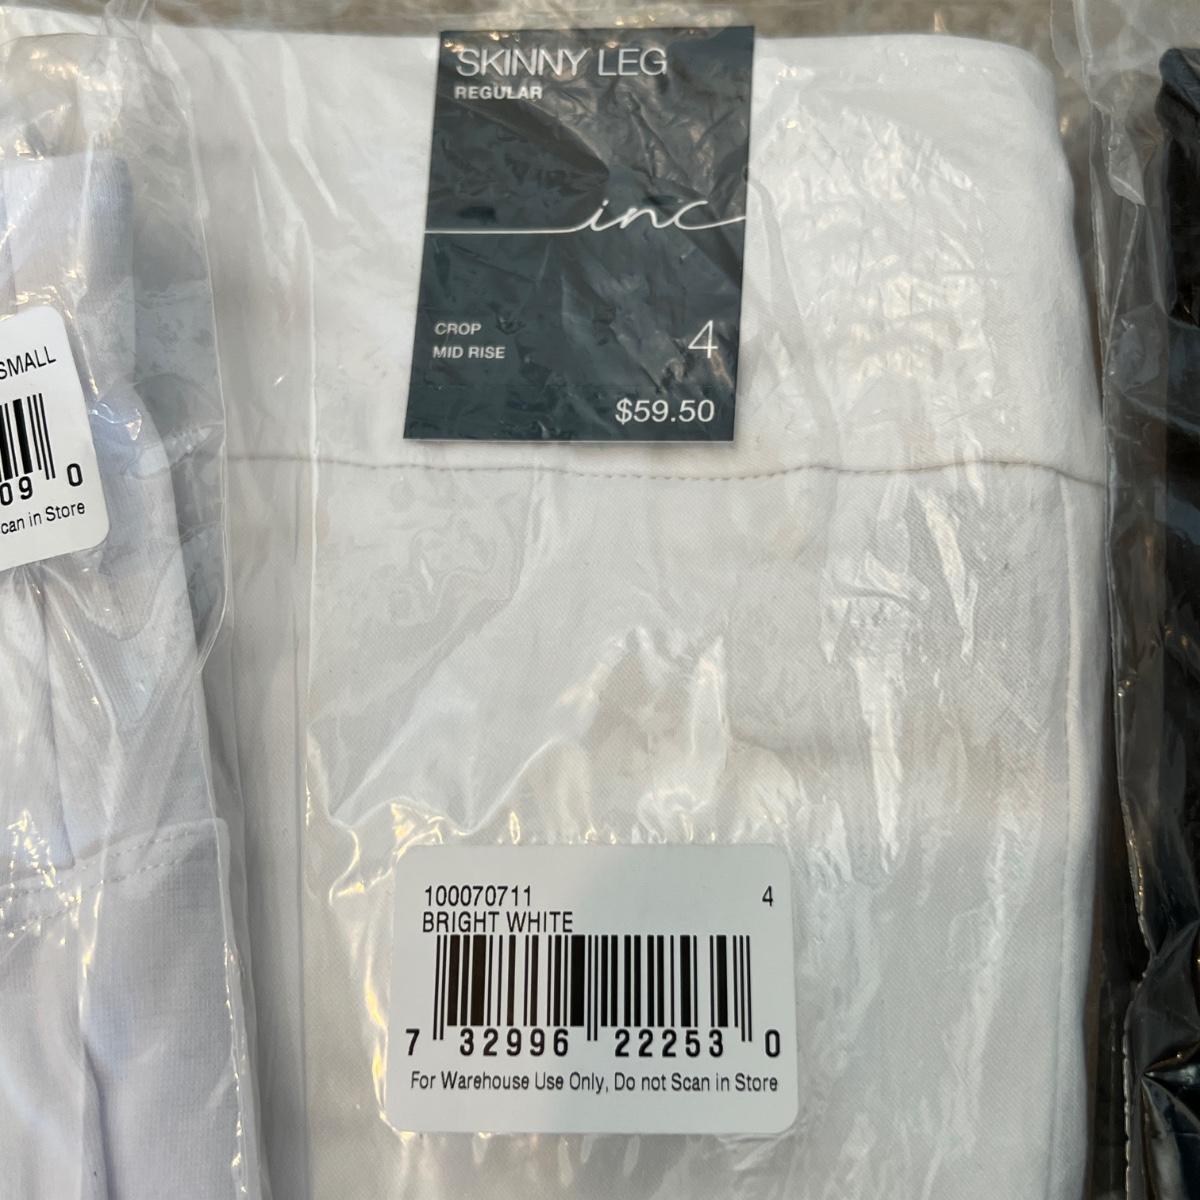 SKINNY LEG
REGULAR
inc
CROP
MID RISE
4
$59.50
SMALL
09 0
can in Store
100070711 4
BRIGHT WHITE
7 32996 22253 0
For Warehouse Use Only, Do not Scan in Store